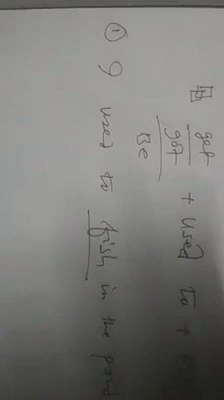 get
got + used to +
Be
① I used to fish in the pond